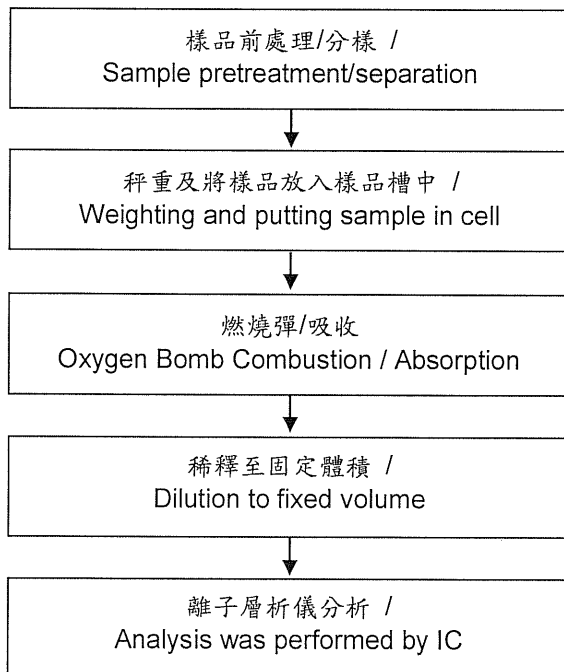 樣品前處理/分樣 /
Sample pretreatment/separation
秤重及將樣品放入樣品槽中 /
Weighting and putting sample in cell
燃燒彈/吸收
Oxygen Bomb Combustion / Absorption
稀釋至固定體積 /
Dilution to fixed volume
離子層析儀分析 /
Analysis was performed by IC